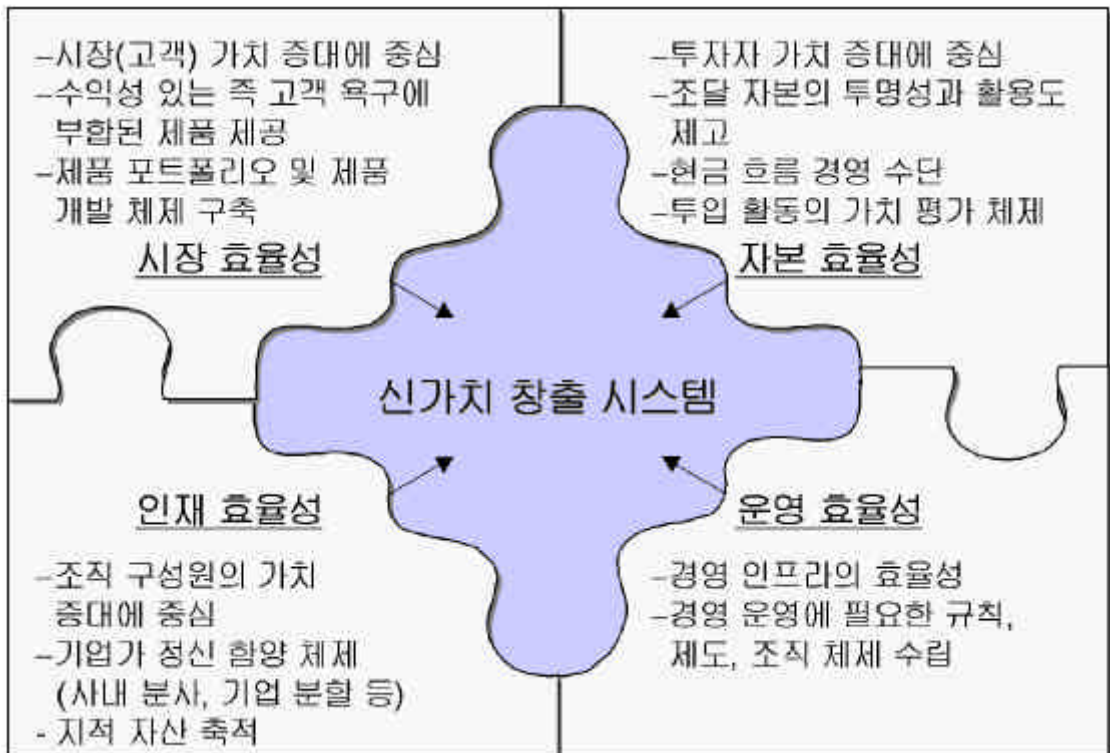 -시장(고객) 가치 증대에 중심
-수익성 있는 즉 고객 욕구에
부합된 제품 제공
-제품 포트폴리오 및 제품
개발 체제 구축
시장 효율성
-투자자 가치 증대에 중심
-조달 자본의 투명성과 활용도
제고
-현금 흐름 경영 수단
-투입 활동의 가치 평가 체제
자본 효율성
신가치 창출 시스템
인재 효율성
-조직 구성원의 가치
증대에 중심
-기업가 정신 함양 체제
(사내 분사, 기업 분할 등)
- 지적 자산 축적
운영 효율성
-경영 인프라의 효율성
-경영 운영에 필요한 규칙,
제도, 조직 체제 수립